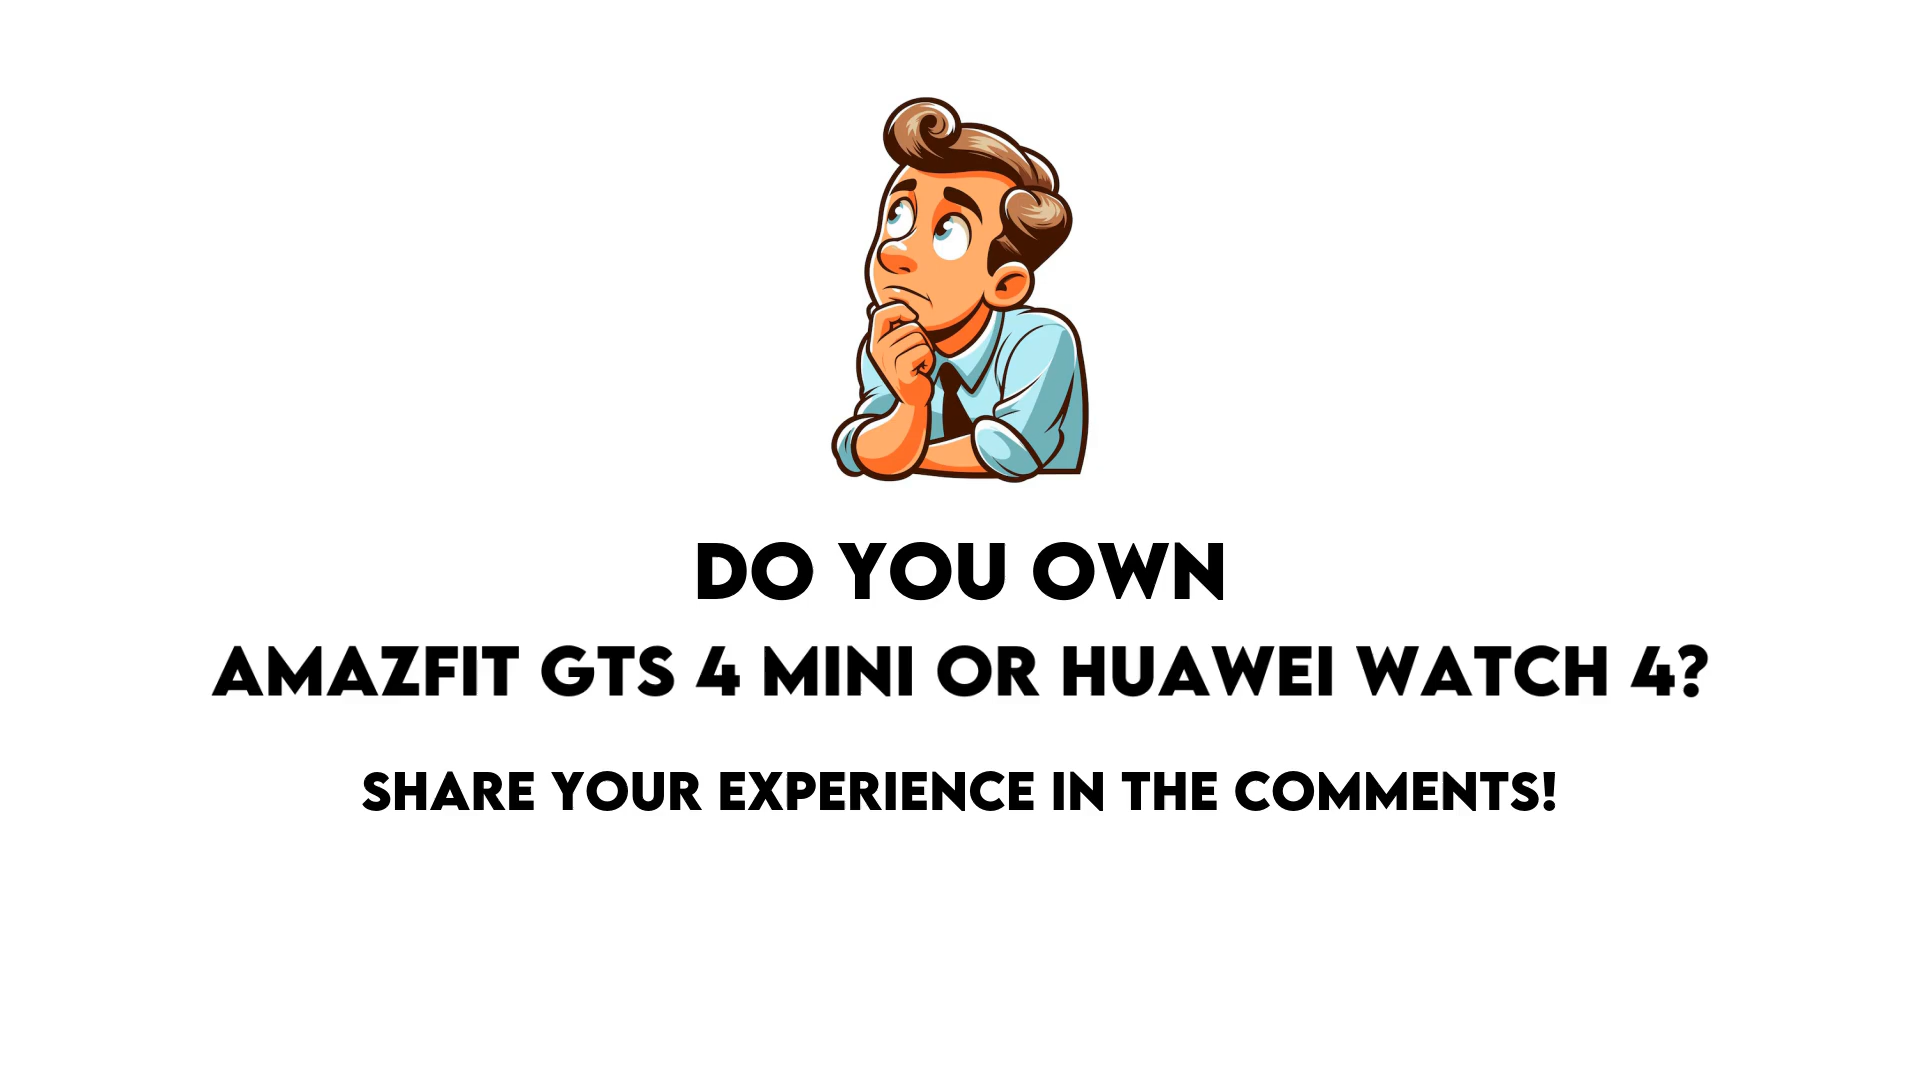 DO YOU OWN
AMAZFIT GTS 4 MINI OR HUAWEI WATCH 4?
SHARE YOUR EXPERIENCE IN THE COMMENTS!